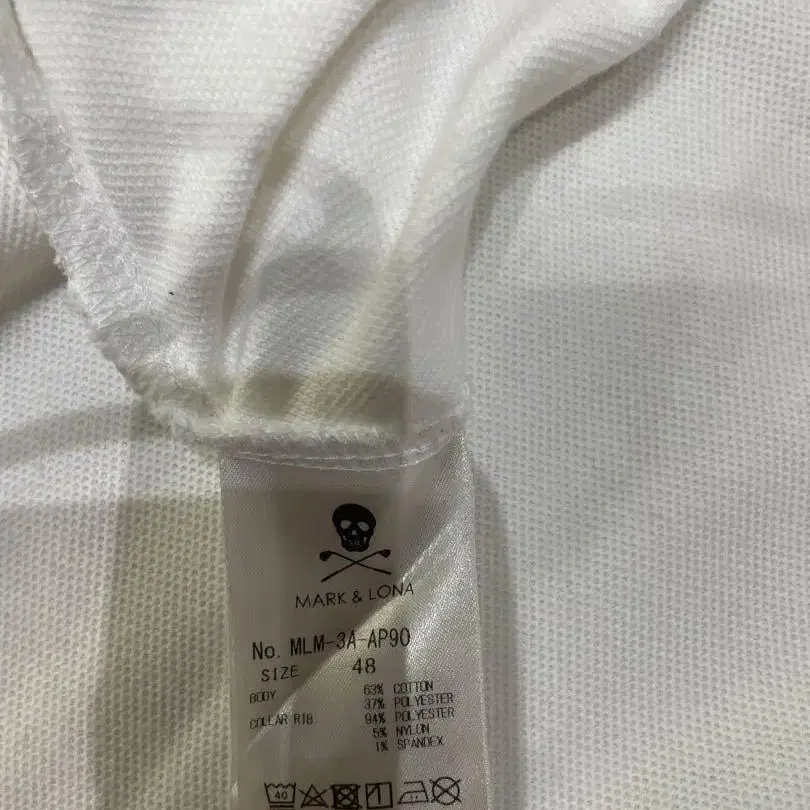 MARK & LONA
No. MLM-3A-AP90
SIZE 48
BODY 63% COTTON
37% POLYESTER
COLLAR RIB 94% POLYESTER
5% NYLON
1% SPANDEX
40